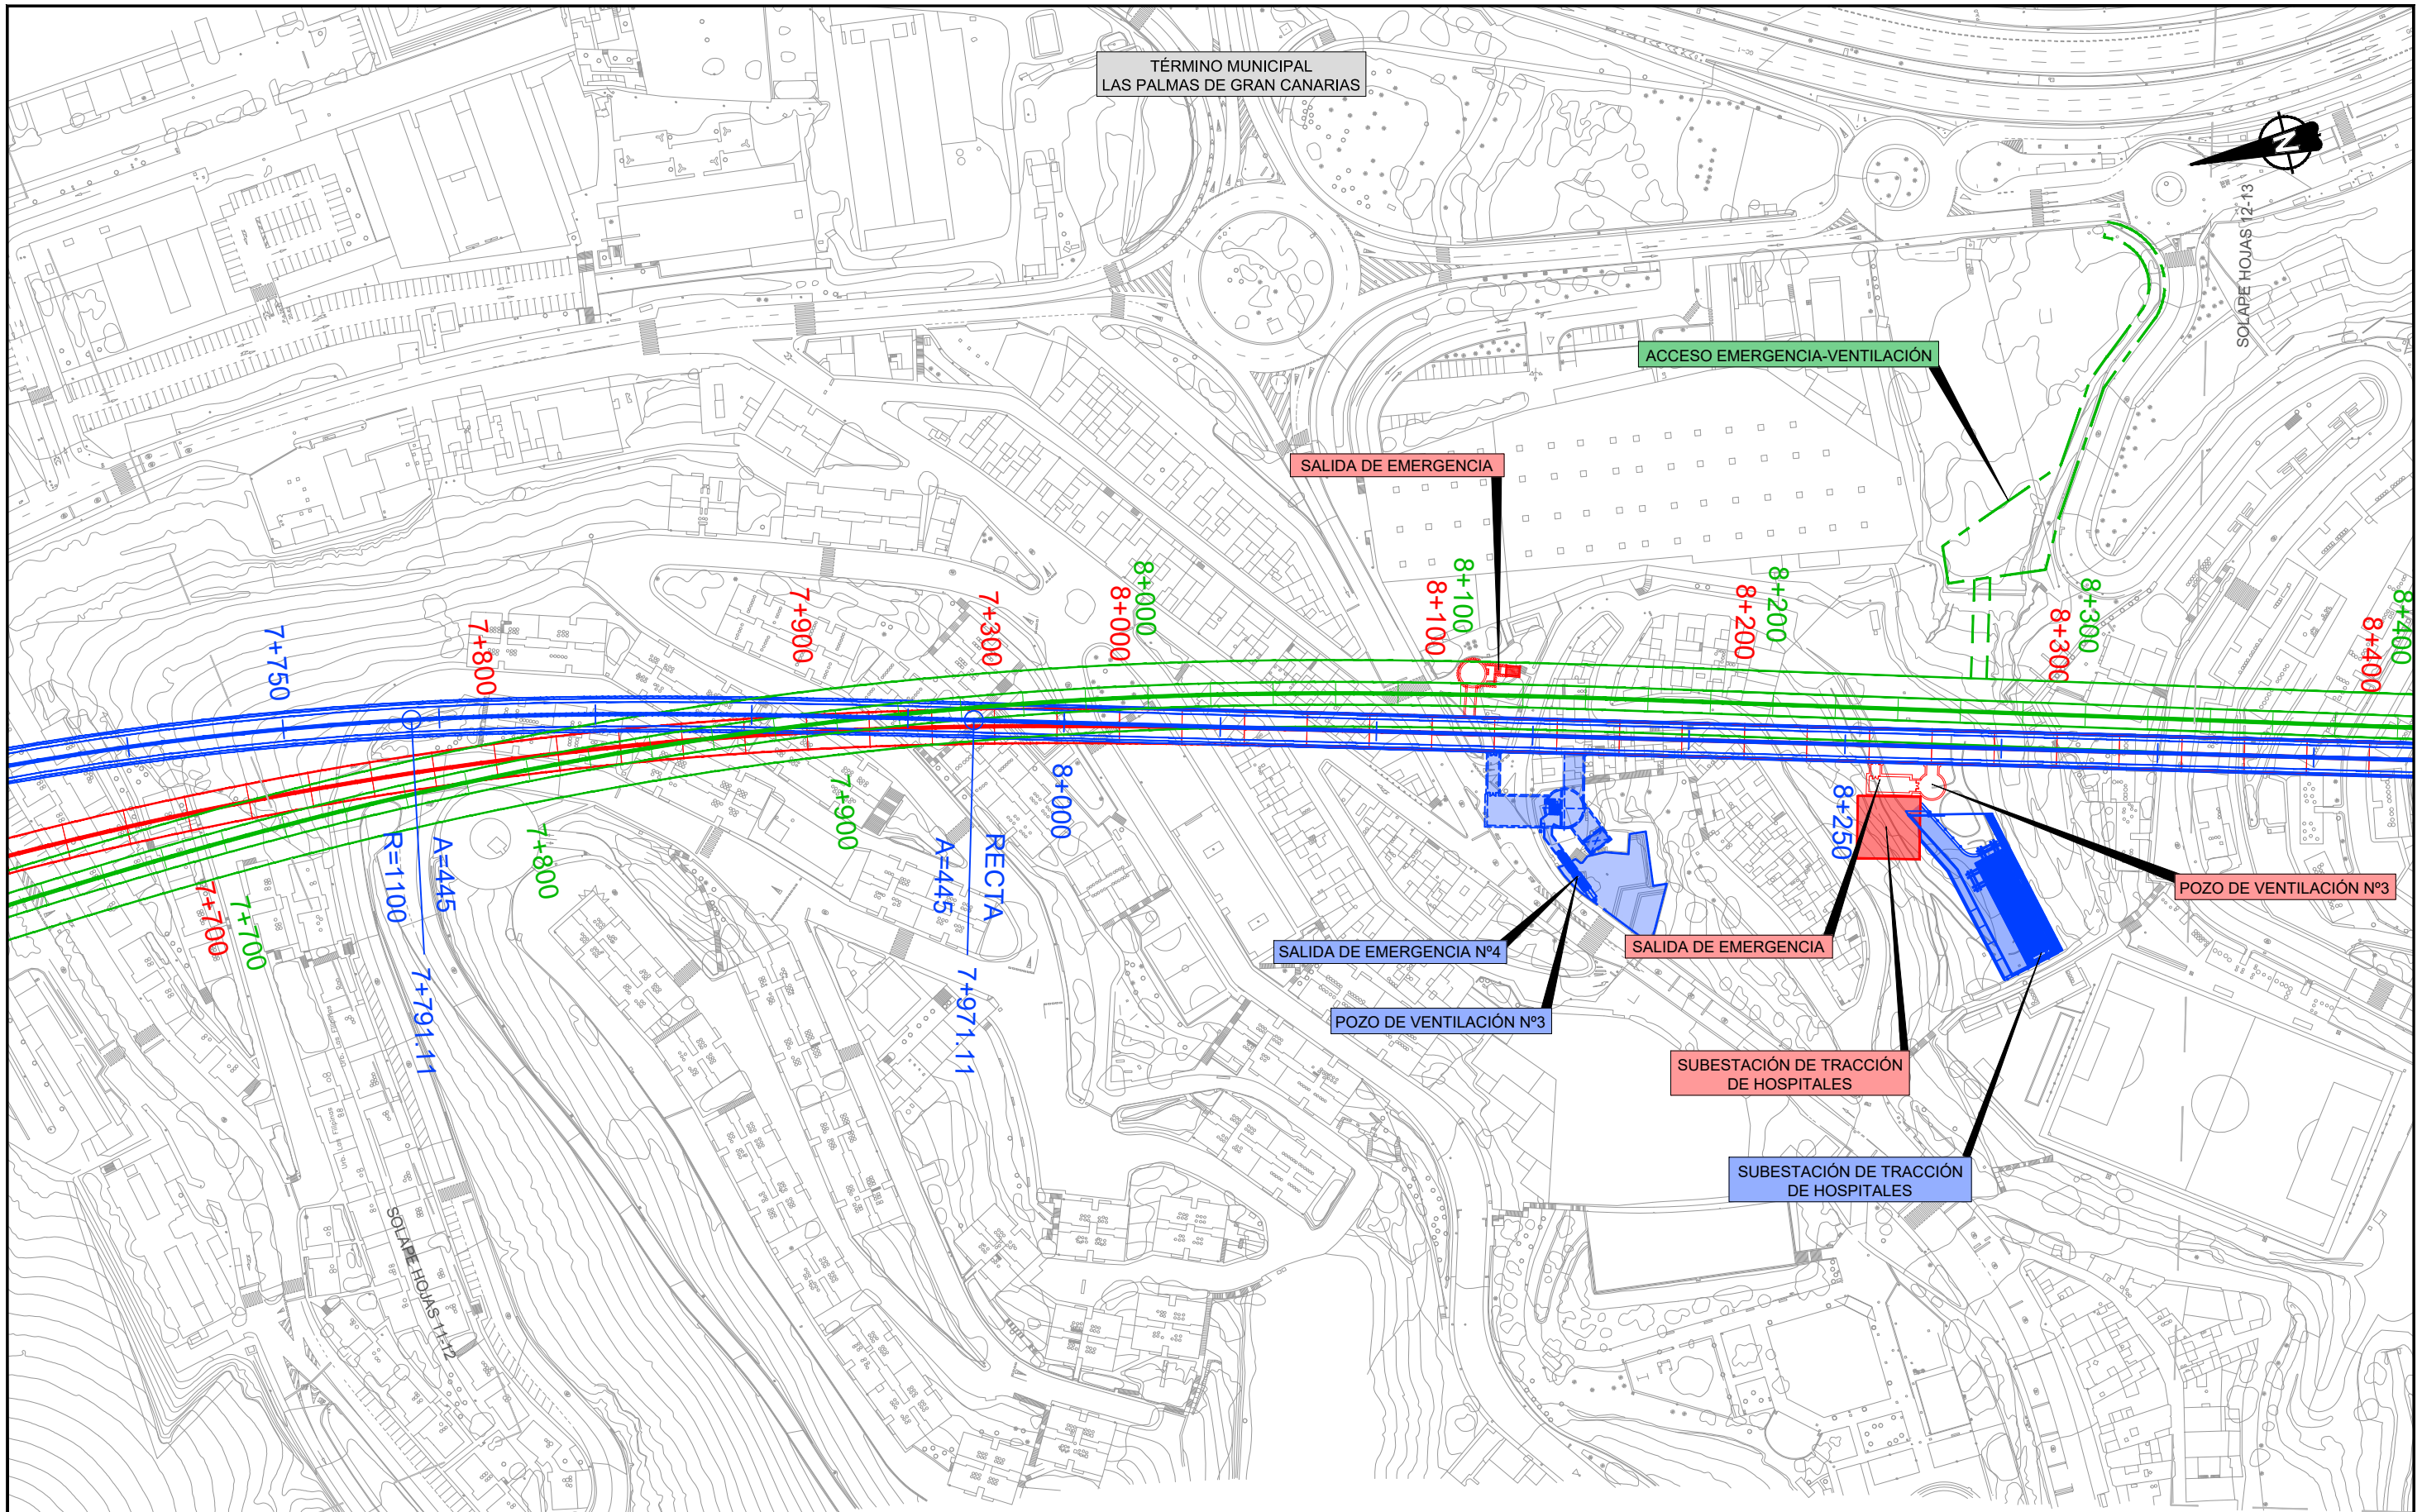 TÉRMINO MUNICIPAL
LAS PALMAS DE GRAN CANARIAS
N
SOLAPE HOJAS 12-13
ACCESO EMERGENCIA-VENTILACIÓN
SALIDA DE EMERGENCIA
7+750
7+800
7+900
7+300
8+000
8+000
8+100
8+100
8+200
8+200
8+300
8+300
8+400
8+400
7+700
7+700
R=1100
A=445
7+791.11
7+800
7+900
A=445
RECTA
7+971.11
8+000
8+250
SALIDA DE EMERGENCIA Nº4
POZO DE VENTILACIÓN Nº3
SALIDA DE EMERGENCIA
POZO DE VENTILACIÓN Nº3
SUBESTACIÓN DE TRACCIÓN
DE HOSPITALES
SUBESTACIÓN DE TRACCIÓN
DE HOSPITALES
SOLAPE HOJAS 11-12